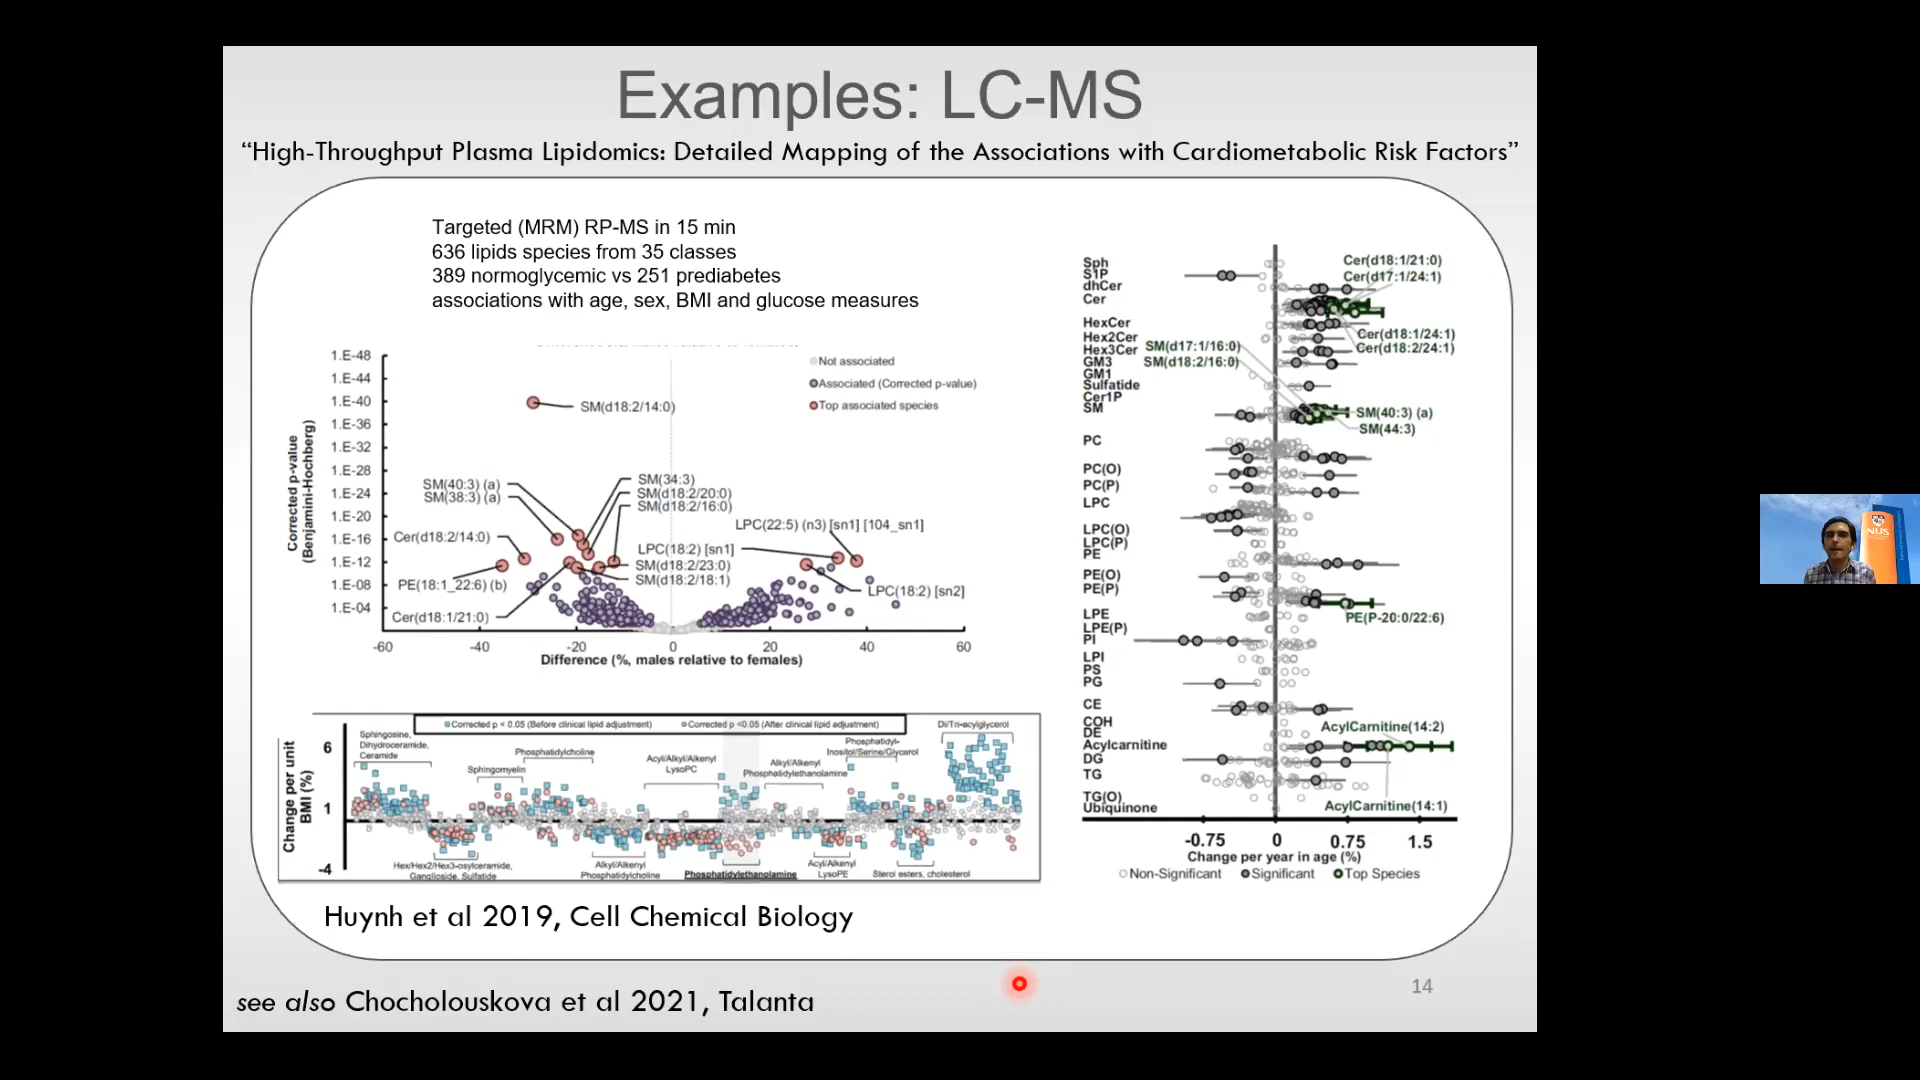 Examples: LC-MS
“High-Throughput Plasma Lipidomics: Detailed Mapping of the Associations with Cardiometabolic Risk Factors”
Targeted (MRM) RP-MS in 15 min
636 lipids species from 35 classes
389 normoglycemic vs 251 prediabetes
associations with age, sex, BMI and glucose measures
Corrected p-value
(Benjamini-Hochberg)
1.E-48
1.E-44
1.E-40
1.E-36
1.E-32
1.E-28
1.E-24
1.E-20
1.E-16
1.E-12
1.E-08
1.E-04
Not associated
Associated (Corrected p-value)
Top associated species
SM(d18:2/14:0)
SM(40:3) (a)
SM(38:3) (a)
SM(34:3)
SM(d18:2/20:0)
SM(d18:2/16:0)
Cer(d18:2/14:0)
LPC(22:5) (n3) [sn1] [104_sn1]
LPC(18:2) [sn1]
SM(d18:2/23:0)
SM(d18:2/18:1)
PE(18:1_22:6) (b)
LPC(18:2) [sn2]
Cer(d18:1/21:0)
-60 -40 -20 0 20 40 60
Difference (%, males relative to females)
Change per unit
BMI (%)
6
1
-4
Corrected p < 0.05 (Before clinical lipid adjustment)
Corrected p <0.05 (After clinical lipid adjustment)
Sphingosine,
Dihydroceramide,
Ceramide
Sphingomyelin
Phosphatidylcholine
Acyl/Alkyl/Alkenyl
LysoPC
Alkyl/Alkenyl
Phosphatidylethanolamine
Phosphatidyl-
Inositol/Serine/Glycerol
Di/Tri-acylglycerol
Hex/Hex2/Hex3-osylceramide,
Ganglioside, Sulfatide
Alkyl/Alkenyl
Phosphatidylcholine
Phosphatidylethanolamine
Acyl/Alkenyl
LysoPE
Sterol esters, cholesterol
Sph
S1P
dhCer
Cer
HexCer
Hex2Cer
Hex3Cer
GM3
GM1
Sulfatide
Cer1P
SM
PC
PC(O)
PC(P)
LPC
LPC(O)
LPC(P)
PE
PE(O)
PE(P)
LPE
LPE(P)
PI
LPI
PS
PG
CE
COH
DE
Acylcarnitine
DG
TG
TG(O)
Ubiquinone
Cer(d18:1/21:0)
Cer(d17:1/24:1)
Cer(d18:1/24:1)
Cer(d18:2/24:1)
SM(d17:1/16:0)
SM(d18:2/16:0)
SM(40:3) (a)
SM(44:3)
PE(P-20:0/22:6)
AcylCarnitine(14:2)
AcylCarnitine(14:1)
-0.75 0 0.75 1.5
Change per year in age (%)
Non-Significant Significant Top Species
Huynh et al 2019, Cell Chemical Biology
see also Chocholouskova et al 2021, Talanta
14
NUS